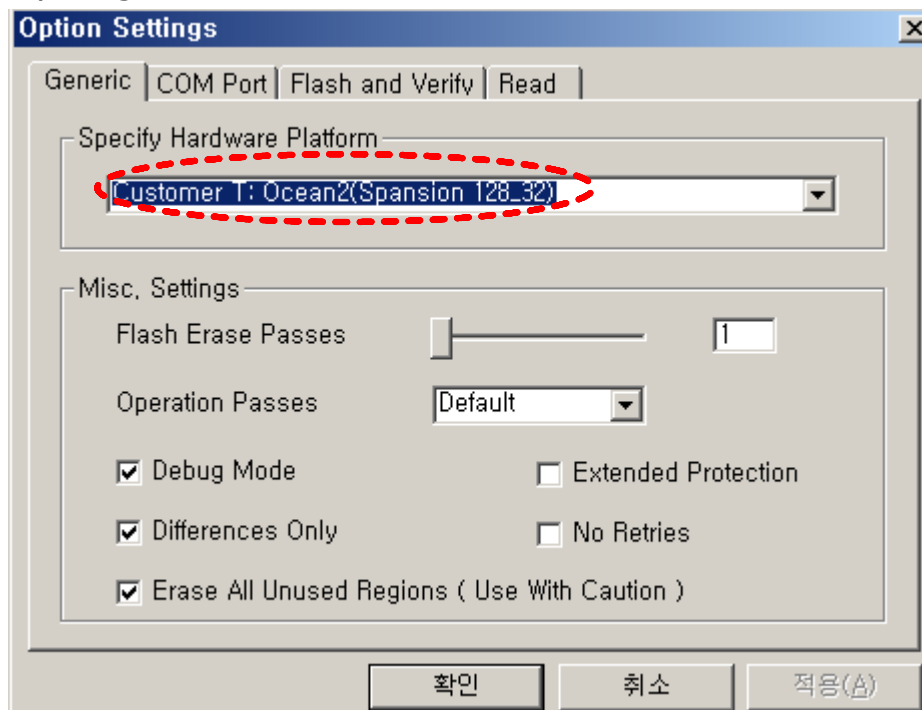 Option Settings
Generic COM Port Flash and Verify Read
Specify Hardware Platform
Customer T: Ocean2(Spansion 128_32)
Misc, Settings
Flash Erase Passes 1
Operation Passes Default
Debug Mode Extended Protection
Differences Only No Retries
Erase All Unused Regions ( Use With Caution )
확인 취소 적용(A)